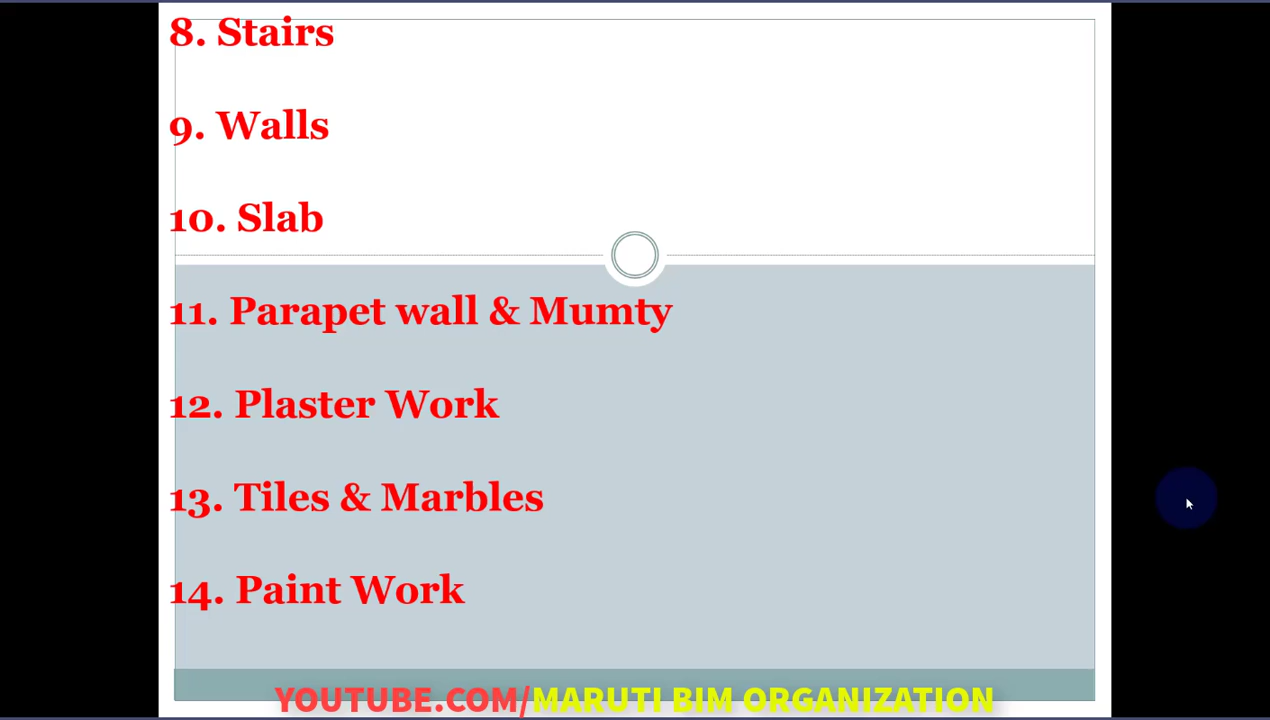 8. Stairs
9. Walls
10. Slab
11. Parapet wall & Mumty
12. Plaster Work
13. Tiles & Marbles
14. Paint Work
YOUTUBE.COM/MARUTI BIM ORGANIZATION